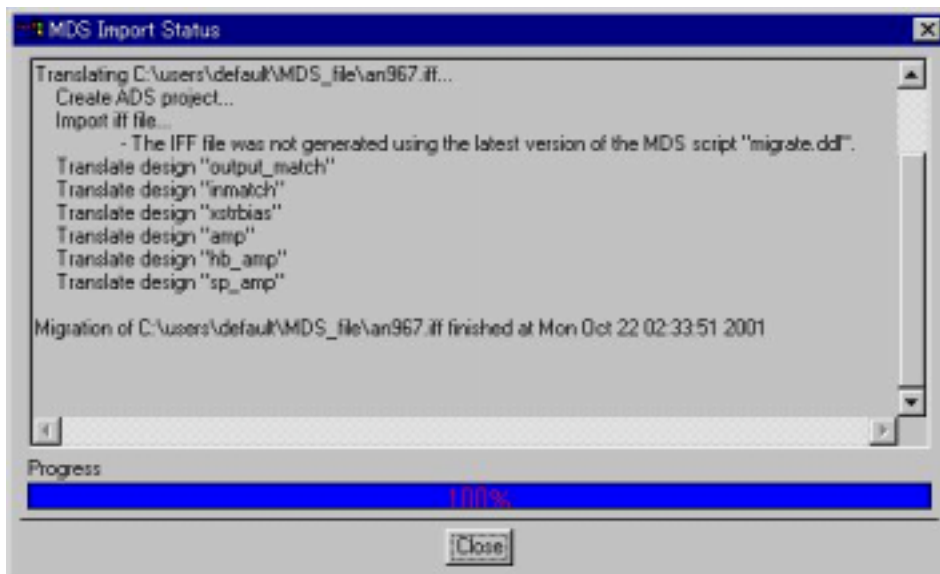 MDS Import Status
Translating C:\users\default\MDS_file\an967.iff...
Create ADS project...
Import iff file...
- The IFF file was not generated using the latest version of the MDS script "migrate.ddl".
Translate design "output_match"
Translate design "inmatch"
Translate design "xstrbias"
Translate design "amp"
Translate design "hb_amp"
Translate design "sp_amp"
Migration of C:\users\default\MDS_file\an967.iff finished at Mon Oct 22 02:33:51 2001
Progress
100%
Close